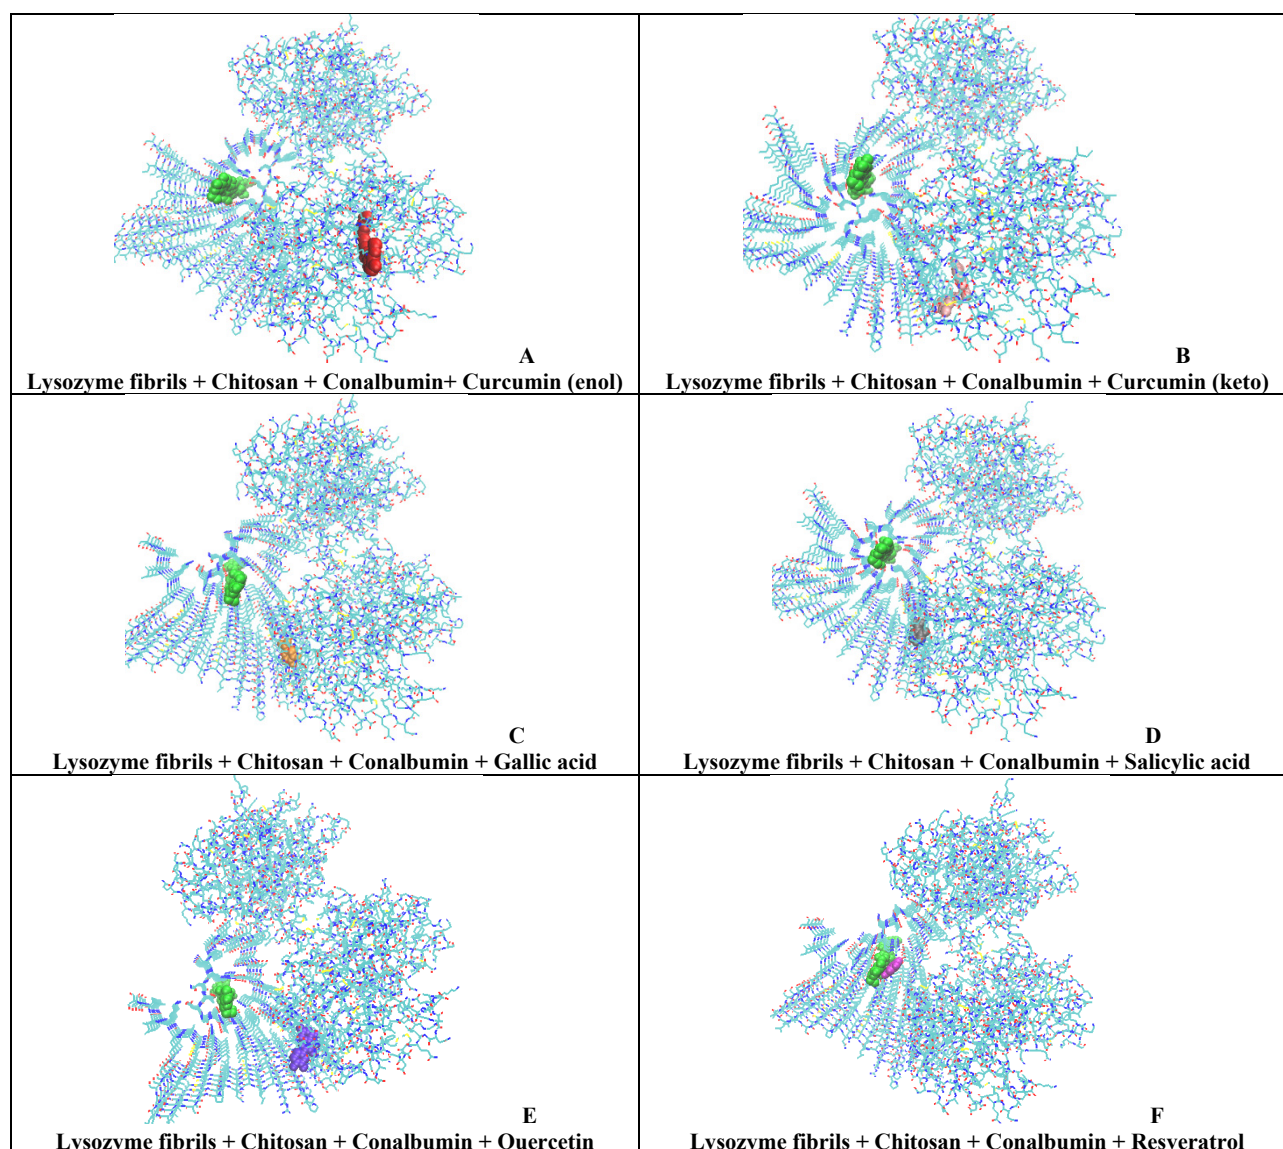 A
Lysozyme fibrils + Chitosan + Conalbumin+ Curcumin (enol)
B
Lysozyme fibrils + Chitosan + Conalbumin + Curcumin (keto)
C
Lysozyme fibrils + Chitosan + Conalbumin + Gallic acid
D
Lysozyme fibrils + Chitosan + Conalbumin + Salicylic acid
E
Lysozyme fibrils + Chitosan + Conalbumin + Quercetin
F
Lysozyme fibrils + Chitosan + Conalbumin + Resveratrol